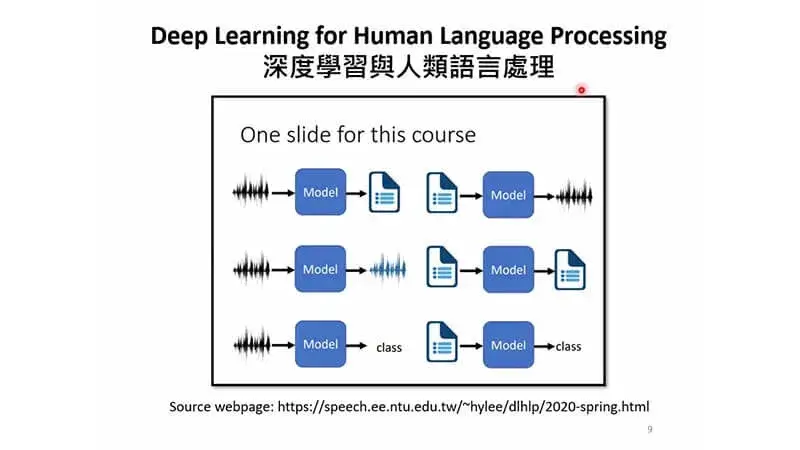 Deep Learning for Human Language Processing
深度學習與人類語言處理
One slide for this course
Model
Model
Model
Model
Model
class
Model
class
Source webpage: https://speech.ee.ntu.edu.tw/~hylee/dlhlp/2020-spring.html
9